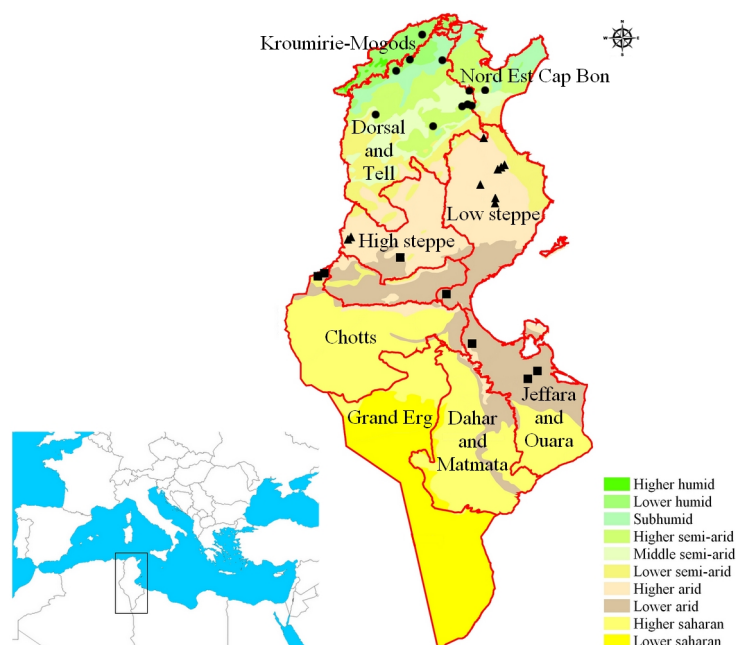 N
Kroumirie-Mogods
Nord Est Cap Bon
Dorsal
and
Tell
Low steppe
High steppe
Chotts
Grand Erg
Dahar
and
Matmata
Jeffara
and
Ouara
Higher humid
Lower humid
Subhumid
Higher semi-arid
Middle semi-arid
Lower semi-arid
Higher arid
Lower arid
Higher saharan
Lower saharan